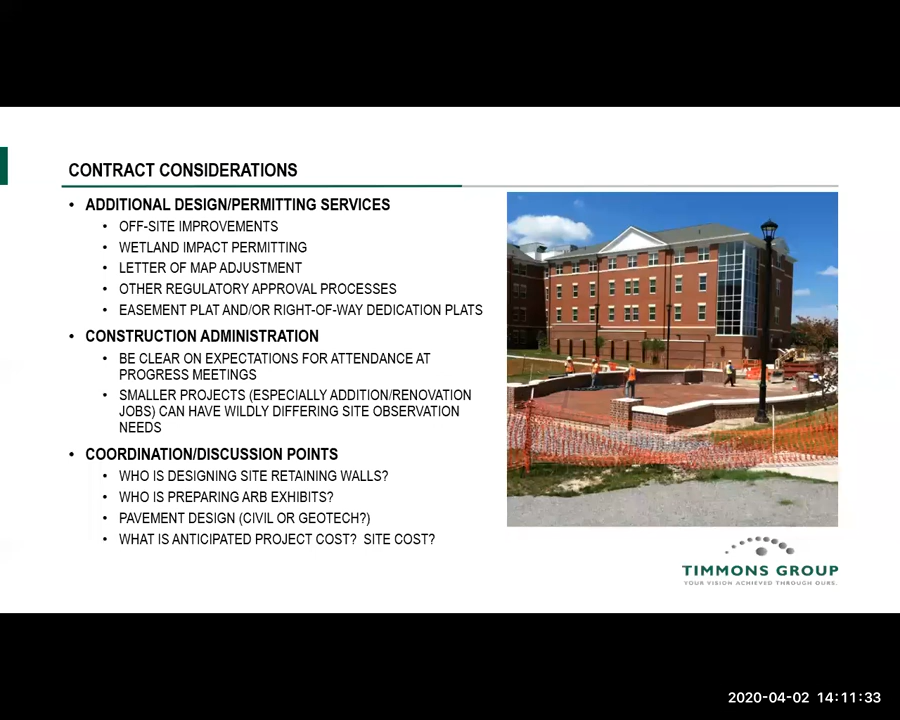 CONTRACT CONSIDERATIONS
• ADDITIONAL DESIGN/PERMITTING SERVICES
• OFF-SITE IMPROVEMENTS
• WETLAND IMPACT PERMITTING
• LETTER OF MAP ADJUSTMENT
• OTHER REGULATORY APPROVAL PROCESSES
• EASEMENT PLAT AND/OR RIGHT-OF-WAY DEDICATION PLATS
• CONSTRUCTION ADMINISTRATION
• BE CLEAR ON EXPECTATIONS FOR ATTENDANCE AT
PROGRESS MEETINGS
• SMALLER PROJECTS (ESPECIALLY ADDITION/RENOVATION
JOBS) CAN HAVE WILDLY DIFFERING SITE OBSERVATION
NEEDS
• COORDINATION/DISCUSSION POINTS
• WHO IS DESIGNING SITE RETAINING WALLS?
• WHO IS PREPARING ARB EXHIBITS?
• PAVEMENT DESIGN (CIVIL OR GEOTECH?)
• WHAT IS ANTICIPATED PROJECT COST? SITE COST?
TIMMONS GROUP
YOUR VISION ACHIEVED THROUGH OURS.
2020-04-02 14:11:33